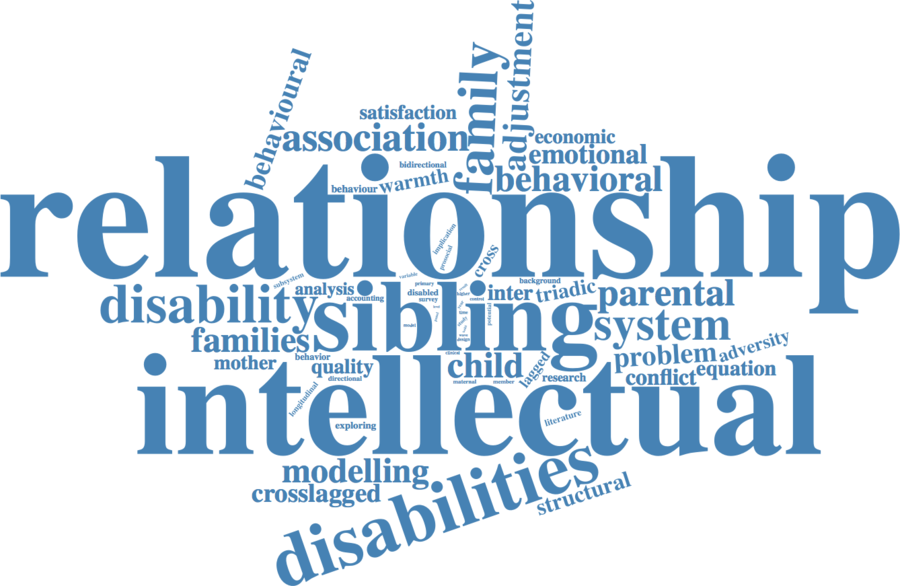 adjustment
family
behavioural
satisfaction
association
economic
emotional
bidirectional
behaviour warmth
behavioral
relationship
implication
prosocial
cross
subsystem
variable
primary
background
disability
analysis
accounting
disabled
survey
inter triadic
parental
sibling
system
families
problem adversity
mother
behavior
quality
directional
child
lagged
research
conflict equation
maternal
member
longitudinal
intellectual
exploring
literature
modelling
crosslagged
disabilities
structural